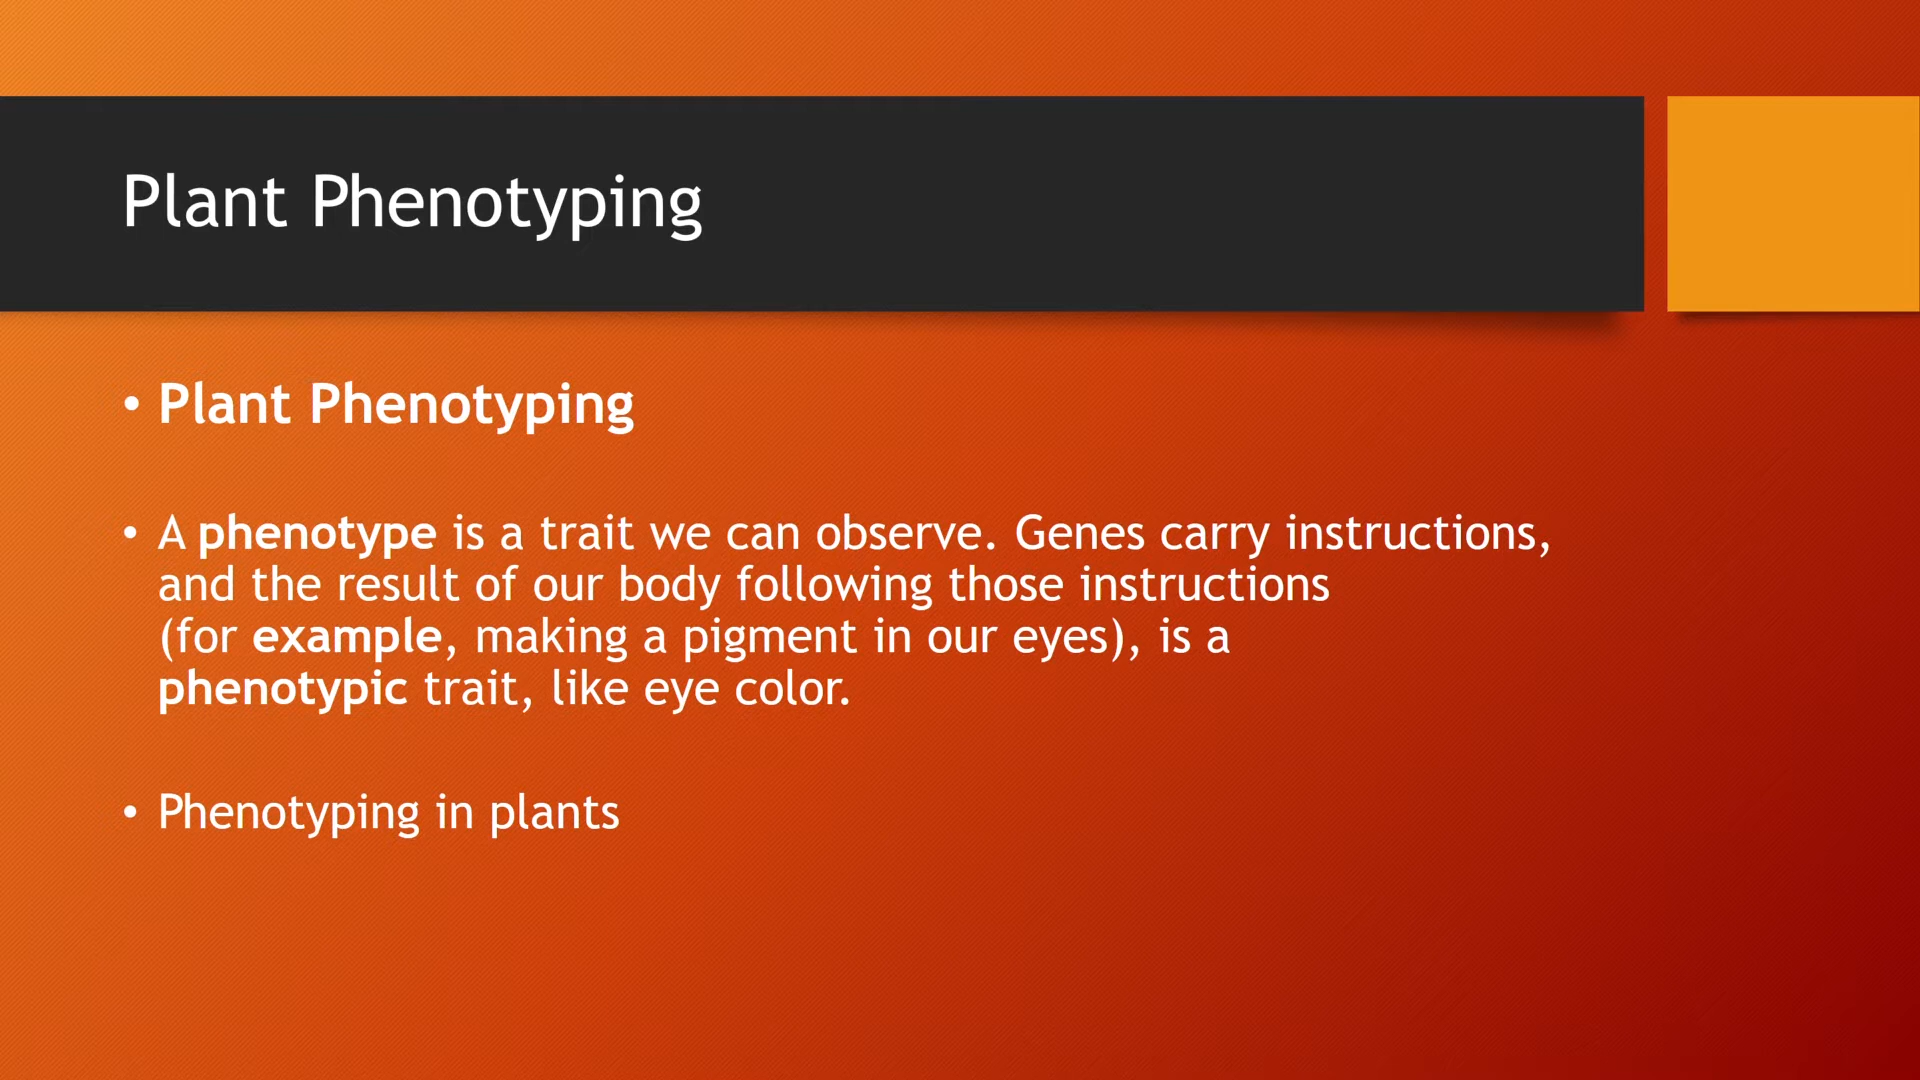 Plant Phenotyping
• Plant Phenotyping
• A phenotype is a trait we can observe. Genes carry instructions,
and the result of our body following those instructions
(for example, making a pigment in our eyes), is a
phenotypic trait, like eye color.
• Phenotyping in plants